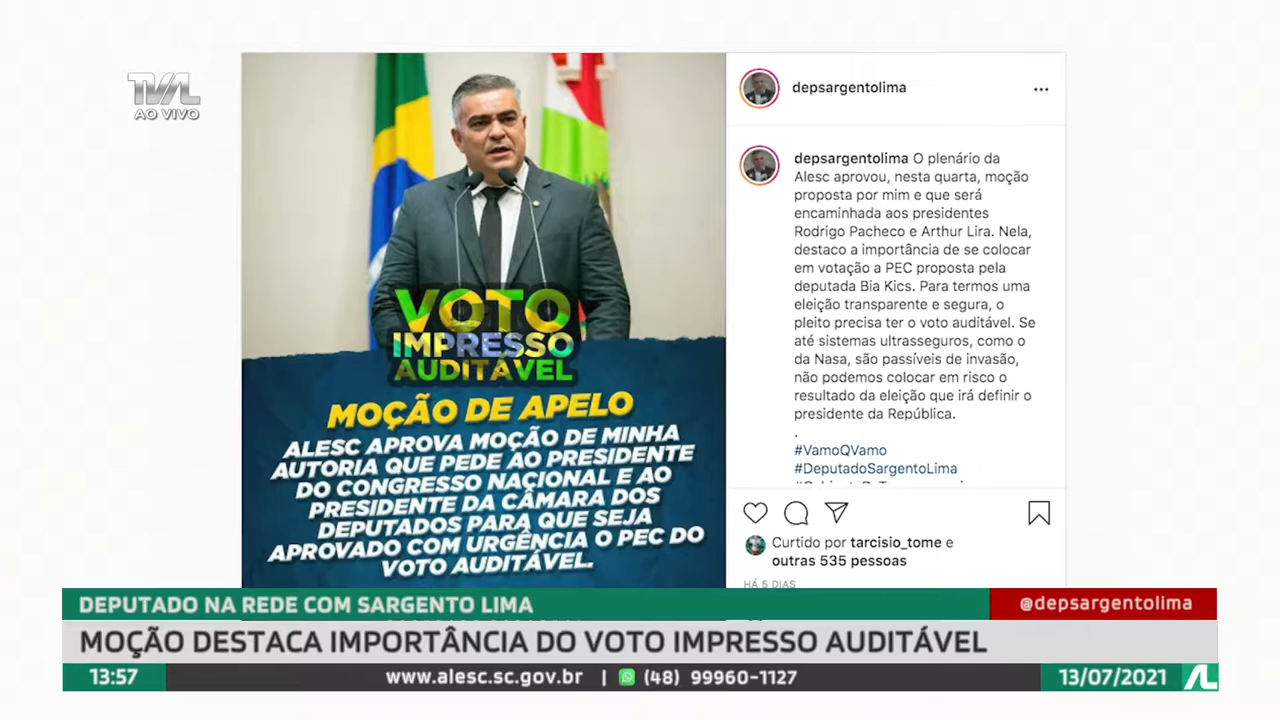 TVAL
AO VIVO
VOTO
IMPRESSO
AUDITÁVEL
MOÇÃO DE APELO
ALESC APROVA MOÇÃO DE MINHA
AUTORIA QUE PEDE AO PRESIDENTE
DO CONGRESSO NACIONAL E AO
PRESIDENTE DA CÂMARA DOS
DEPUTADOS PARA QUE SEJA
APROVADO COM URGÊNCIA O PEC DO
VOTO AUDITÁVEL.
depsargentolima
depsargentolima O plenário da
Alesc aprovou, nesta quarta, moção
proposta por mim e que será
encaminhada aos presidentes
Rodrigo Pacheco e Arthur Lira. Nela,
destaco a importância de se colocar
em votação a PEC proposta pela
deputada Bia Kics. Para termos uma
eleição transparente e segura, o
pleito precisa ter o voto auditável. Se
até sistemas ultrasseguros, como o
da Nasa, são passíveis de invasão,
não podemos colocar em risco o
resultado da eleição que irá definir o
presidente da República.
.
#VamoQVamo
#DeputadoSargentoLima
Curtido por tarcisio_tome e
outras 535 pessoas
HÁ 5 DIAS
DEPUTADO NA REDE COM SARGENTO LIMA
@depsargentolima
MOÇÃO DESTACA IMPORTÂNCIA DO VOTO IMPRESSO AUDITÁVEL
13:57
www.alesc.sc.gov.br | (48) 99960-1127
13/07/2021
AL